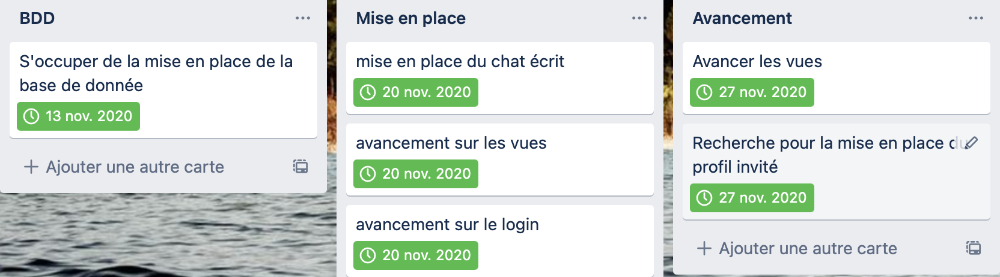 BDD
S'occuper de la mise en place de la
base de donnée
13 nov. 2020
Ajouter une autre carte
Mise en place
mise en place du chat écrit
20 nov. 2020
avancement sur les vues
20 nov. 2020
avancement sur le login
20 nov. 2020
Avancement
Avancer les vues
27 nov. 2020
Recherche pour la mise en place du
profil invité
27 nov. 2020
Ajouter une autre carte